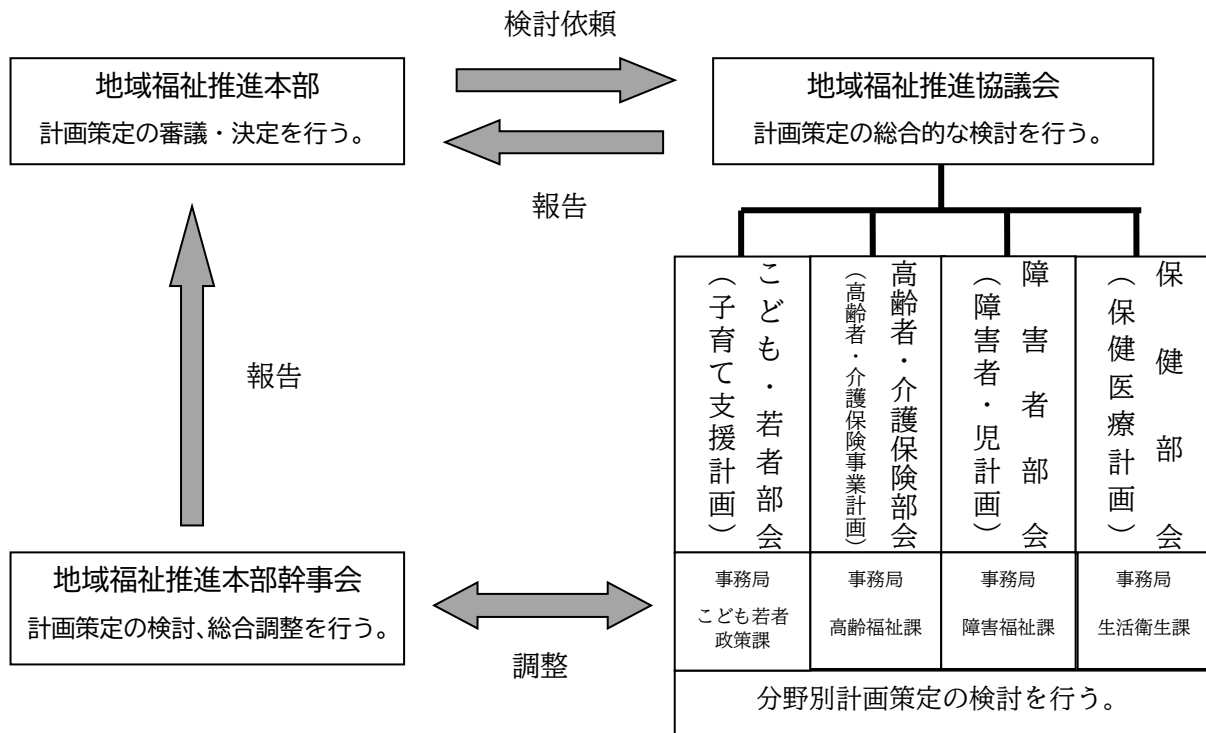 検討依頼
地域福祉推進本部
計画策定の審議・決定を行う。
地域福祉推進協議会
計画策定の総合的な検討を行う。
報告
こども・若者部会
（子育て支援計画）
高齢者・介護保険部会
（高齢者・介護保険事業計画）
障害者部会
（障害者・児計画）
保健部会
（保健医療計画）
報告
地域福祉推進本部幹事会
計画策定の検討、総合調整を行う。
調整
事務局
こども若者
政策課
事務局
高齢福祉課
事務局
障害福祉課
事務局
生活衛生課
分野別計画策定の検討を行う。